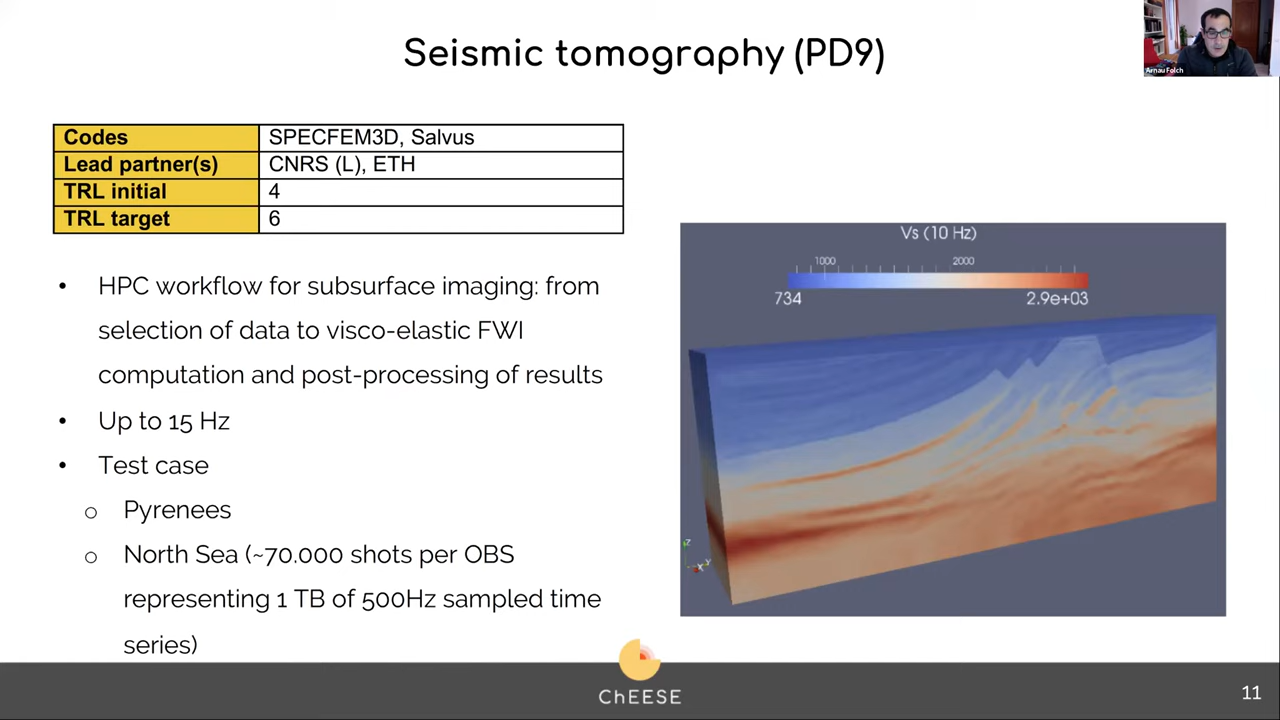 Seismic tomography (PD9)
Arnau Folch
Codes SPECFEM3D, Salvus
Lead partner(s) CNRS (L), ETH
TRL initial 4
TRL target 6
• HPC workflow for subsurface imaging: from
selection of data to visco-elastic FWI
computation and post-processing of results
• Up to 15 Hz
• Test case
o Pyrenees
o North Sea (~70.000 shots per OBS
representing 1 TB of 500Hz sampled time
series)
Vs (10 Hz)
1000 2000
734 2.9e+03
Z
X Y
ChEESE
11